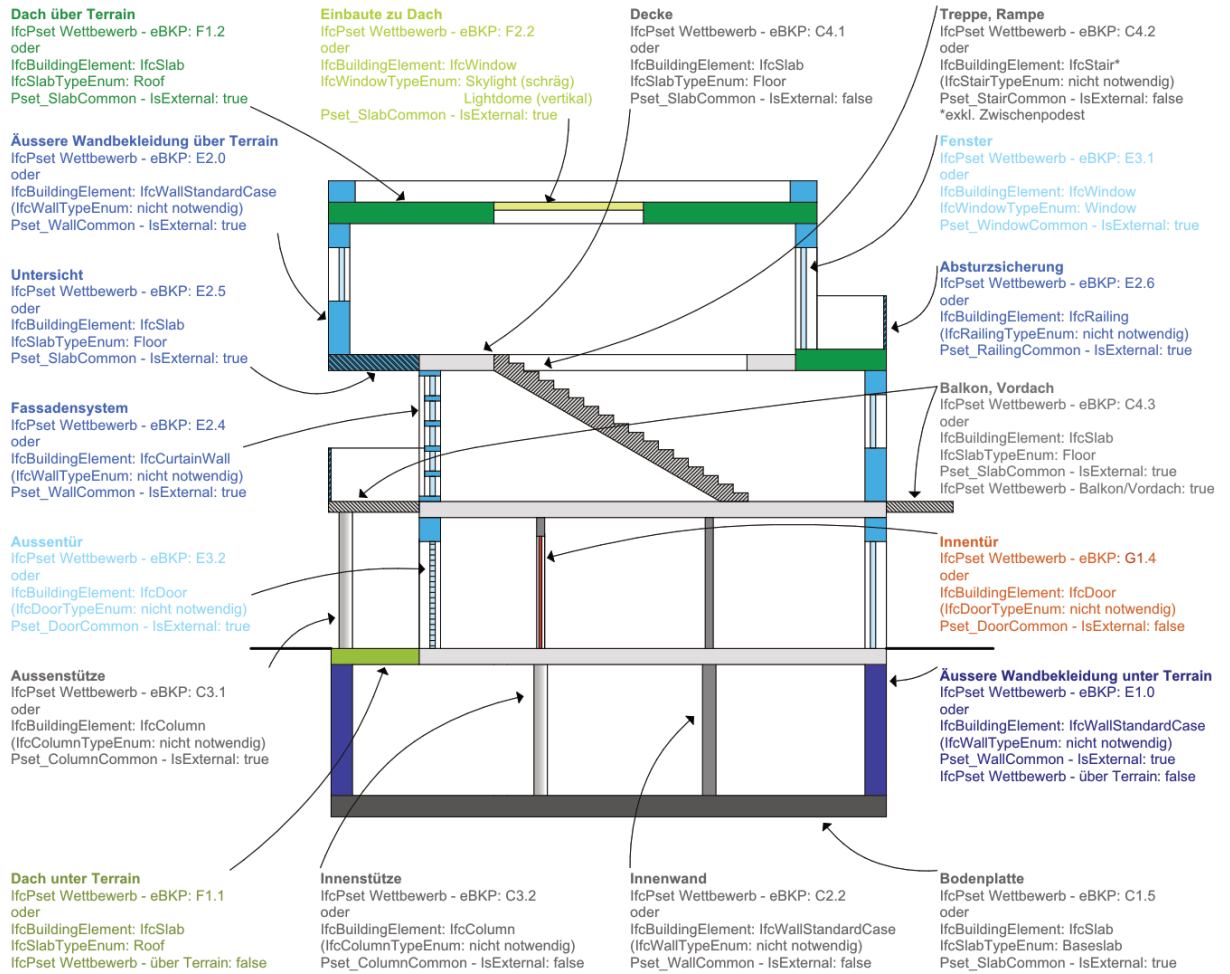 Dach über Terrain
IfcPset Wettbewerb - eBKP: F1.2
oder
IfcBuildingElement: IfcSlab
IfcSlabTypeEnum: Roof
Pset_SlabCommon - IsExternal: true
Einbaute zu Dach
IfcPset Wettbewerb - eBKP: F2.2
oder
IfcBuildingElement: IfcWindow
IfcWindowTypeEnum: Skylight (schräg)
Lightdome (vertikal)
Pset_SlabCommon - IsExternal: true
Decke
IfcPset Wettbewerb - eBKP: C4.1
oder
IfcBuildingElement: IfcSlab
IfcSlabTypeEnum: Floor
Pset_SlabCommon - IsExternal: false
Treppe, Rampe
IfcPset Wettbewerb - eBKP: C4.2
oder
IfcBuildingElement: IfcStair*
(IfcStairTypeEnum: nicht notwendig)
Pset_StairCommon - IsExternal: false
*exkl. Zwischenpodest
Äussere Wandbekleidung über Terrain
IfcPset Wettbewerb - eBKP: E2.0
oder
IfcBuildingElement: IfcWallStandardCase
(IfcWallTypeEnum: nicht notwendig)
Pset_WallCommon - IsExternal: true
Fenster
IfcPset Wettbewerb - eBKP: E3.1
oder
IfcBuildingElement: IfcWindow
IfcWindowTypeEnum: Window
Pset_WindowCommon - IsExternal: true
Untersicht
IfcPset Wettbewerb - eBKP: E2.5
oder
IfcBuildingElement: IfcSlab
IfcSlabTypeEnum: Floor
Pset_SlabCommon - IsExternal: true
Absturzsicherung
IfcPset Wettbewerb - eBKP: E2.6
oder
IfcBuildingElement: IfcRailing
(IfcRailingTypeEnum: nicht notwendig)
Pset_RailingCommon - IsExternal: true
Fassadensystem
IfcPset Wettbewerb - eBKP: E2.4
oder
IfcBuildingElement: IfcCurtainWall
(IfcWallTypeEnum: nicht notwendig)
Pset_WallCommon - IsExternal: true
Balkon, Vordach
IfcPset Wettbewerb - eBKP: C4.3
oder
IfcBuildingElement: IfcSlab
IfcSlabTypeEnum: Floor
Pset_SlabCommon - IsExternal: true
IfcPset Wettbewerb - Balkon/Vordach: true
Aussentür
IfcPset Wettbewerb - eBKP: E3.2
oder
IfcBuildingElement: IfcDoor
(IfcDoorTypeEnum: nicht notwendig)
Pset_DoorCommon - IsExternal: true
Innentür
IfcPset Wettbewerb - eBKP: G1.4
oder
IfcBuildingElement: IfcDoor
(IfcDoorTypeEnum: nicht notwendig)
Pset_DoorCommon - IsExternal: false
Aussenstütze
IfcPset Wettbewerb - eBKP: C3.1
oder
IfcBuildingElement: IfcColumn
(IfcColumnTypeEnum: nicht notwendig)
Pset_ColumnCommon - IsExternal: true
Äussere Wandbekleidung unter Terrain
IfcPset Wettbewerb - eBKP: E1.0
oder
IfcBuildingElement: IfcWallStandardCase
(IfcWallTypeEnum: nicht notwendig)
Pset_WallCommon - IsExternal: true
IfcPset Wettbewerb - über Terrain: false
Dach unter Terrain
IfcPset Wettbewerb - eBKP: F1.1
oder
IfcBuildingElement: IfcSlab
IfcSlabTypeEnum: Roof
IfcPset Wettbewerb - über Terrain: false
Innenstütze
IfcPset Wettbewerb - eBKP: C3.2
oder
IfcBuildingElement: IfcColumn
(IfcColumnTypeEnum: nicht notwendig)
Pset_ColumnCommon - IsExternal: false
Innenwand
IfcPset Wettbewerb - eBKP: C2.2
oder
IfcBuildingElement: IfcWallStandardCase
(IfcWallTypeEnum: nicht notwendig)
Pset_WallCommon - IsExternal: false
Bodenplatte
IfcPset Wettbewerb - eBKP: C1.5
oder
IfcBuildingElement: IfcSlab
IfcSlabTypeEnum: Baseslab
Pset_SlabCommon - IsExternal: true